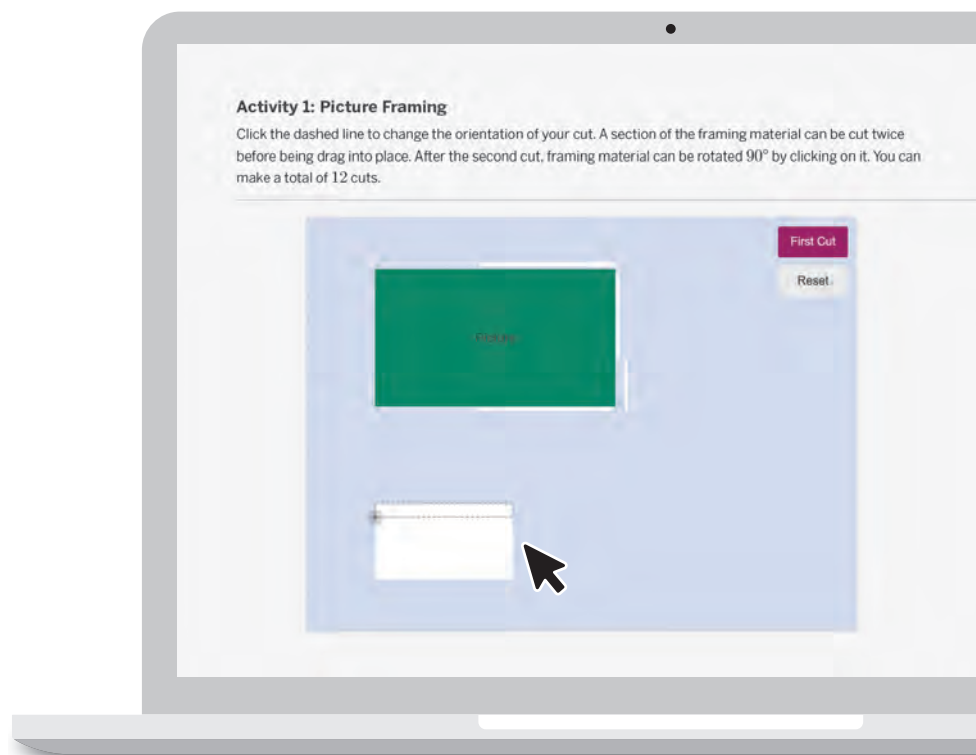 Activity 1: Picture Framing
Click the dashed line to change the orientation of your cut. A section of the framing material can be cut twice
before being drag into place. After the second cut, framing material can be rotated 90° by clicking on it. You can
make a total of 12 cuts.
First Cut
Reset